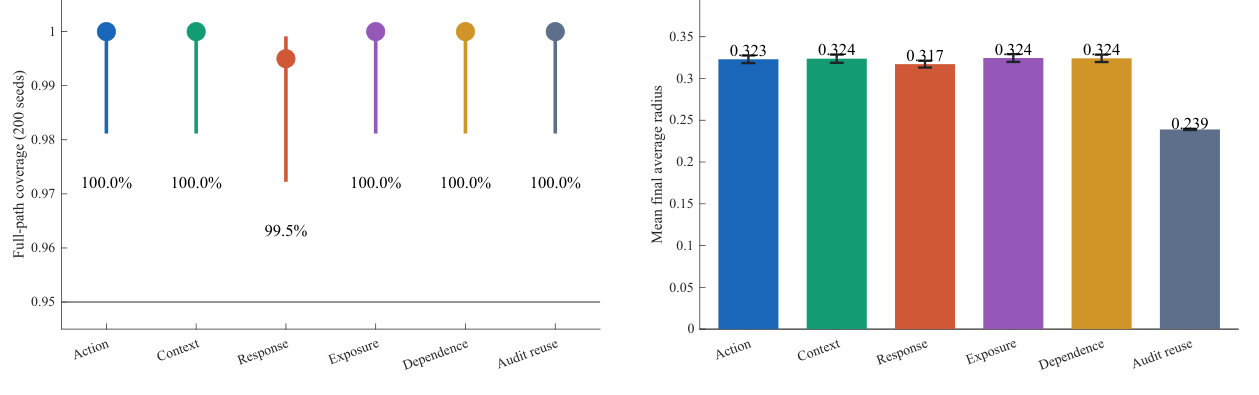 Full-path coverage (200 seeds)
1
0.99
0.98
0.97
0.96
0.95
100.0%
100.0%
99.5%
100.0%
100.0%
100.0%
Action
Context
Response
Exposure
Dependence
Audit reuse
Mean final average radius
0.35
0.3
0.25
0.2
0.15
0.1
0.05
0
0.323
0.324
0.317
0.324
0.324
0.239
Action
Context
Response
Exposure
Dependence
Audit reuse